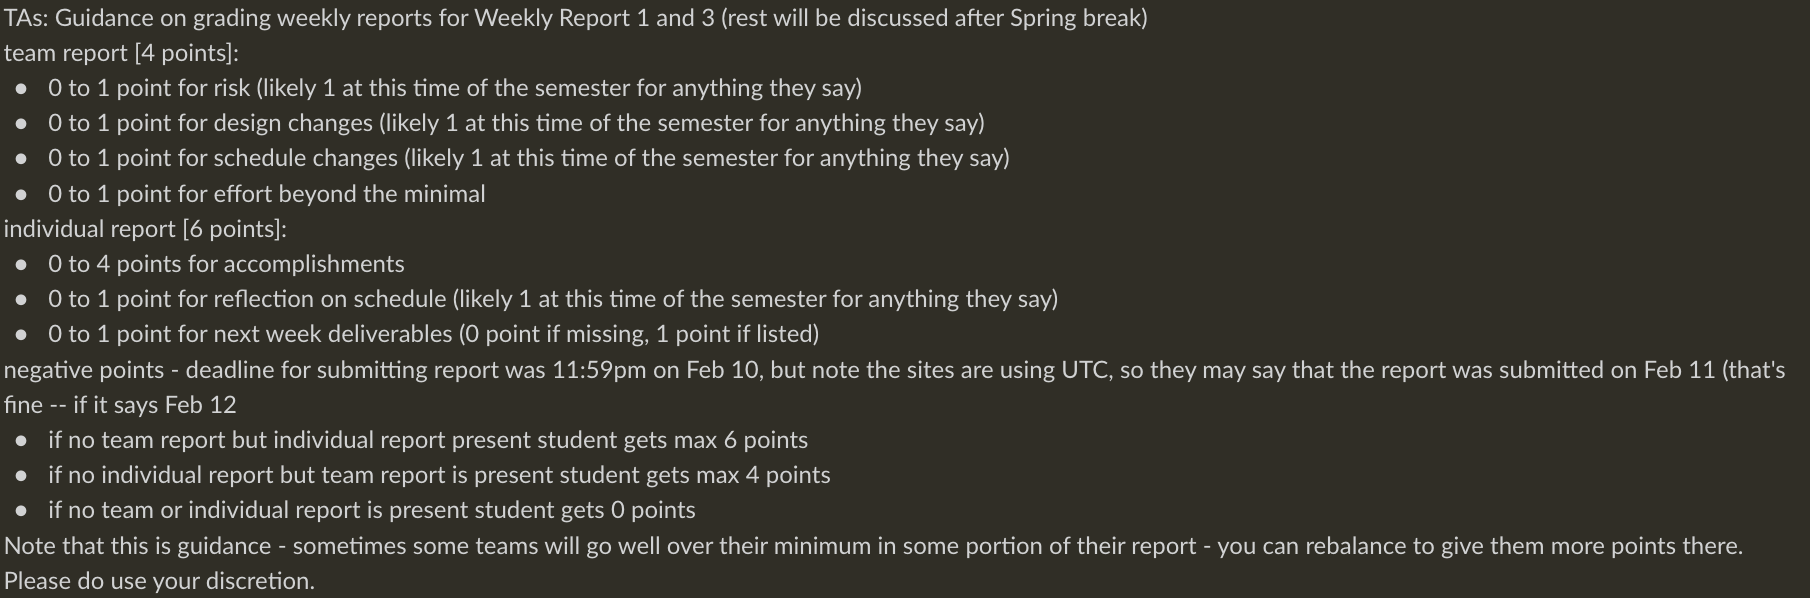 TAs: Guidance on grading weekly reports for Weekly Report 1 and 3 (rest will be discussed after Spring break)
team report [4 points]:
● 0 to 1 point for risk (likely 1 at this time of the semester for anything they say)
● 0 to 1 point for design changes (likely 1 at this time of the semester for anything they say)
● 0 to 1 point for schedule changes (likely 1 at this time of the semester for anything they say)
● 0 to 1 point for effort beyond the minimal
individual report [6 points]:
● 0 to 4 points for accomplishments
● 0 to 1 point for reflection on schedule (likely 1 at this time of the semester for anything they say)
● 0 to 1 point for next week deliverables (0 point if missing, 1 point if listed)
negative points - deadline for submitting report was 11:59pm on Feb 10, but note the sites are using UTC, so they may say that the report was submitted on Feb 11 (that's
fine -- if it says Feb 12
● if no team report but individual report present student gets max 6 points
● if no individual report but team report is present student gets max 4 points
● if no team or individual report is present student gets 0 points
Note that this is guidance - sometimes some teams will go well over their minimum in some portion of their report - you can rebalance to give them more points there.
Please do use your discretion.